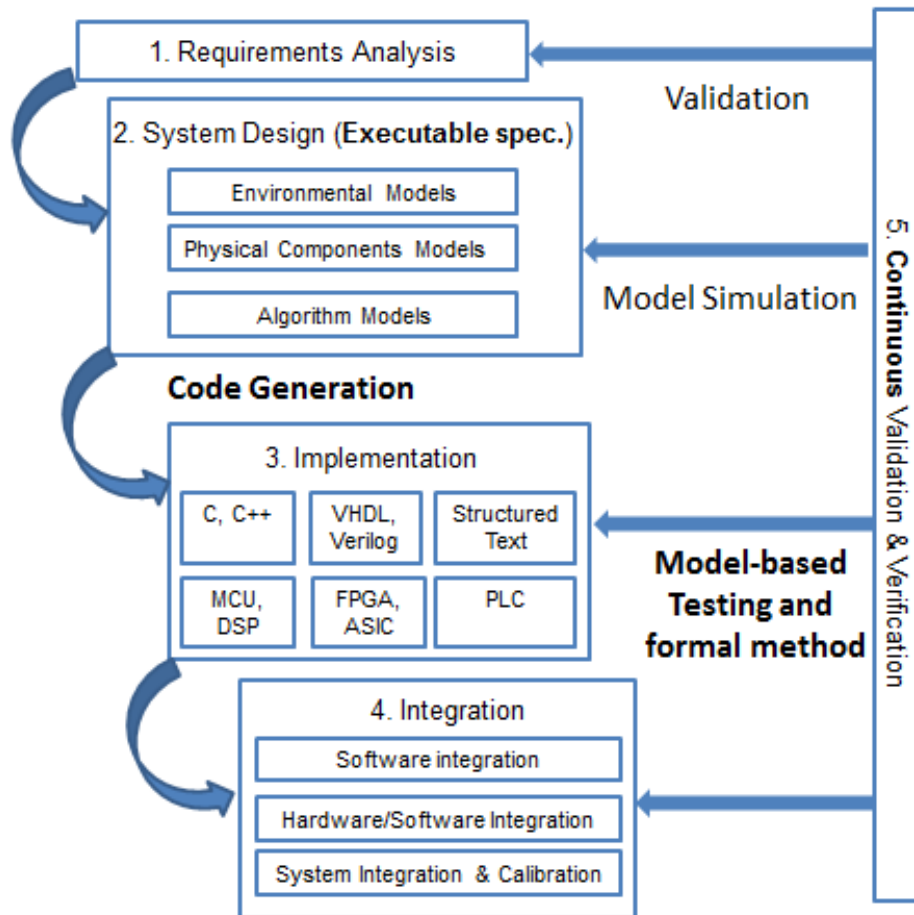 1. Requirements Analysis
Validation
2. System Design (Executable spec.)
Environmental Models
Physical Components Models
Algorithm Models
Model Simulation
Code Generation
3. Implementation
C, C++
VHDL,
Verilog
Structured
Text
MCU,
DSP
FPGA,
ASIC
PLC
Model-based
Testing and
formal method
4. Integration
Software integration
Hardware/Software Integration
System Integration & Calibration
5. Continuous Validation & Verification